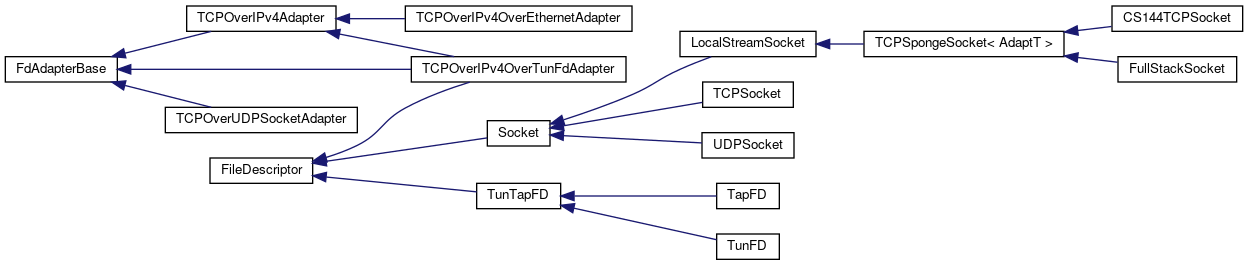 FdAdapterBase
TCPOverIPv4Adapter
TCPOverIPv4OverEthernetAdapter
TCPOverIPv4OverTunFdAdapter
TCPOverUDPSocketAdapter
FileDescriptor
Socket
LocalStreamSocket
TCPSpongeSocket< AdaptT >
CS144TCPSocket
FullStackSocket
TCPSocket
UDPSocket
TunTapFD
TapFD
TunFD